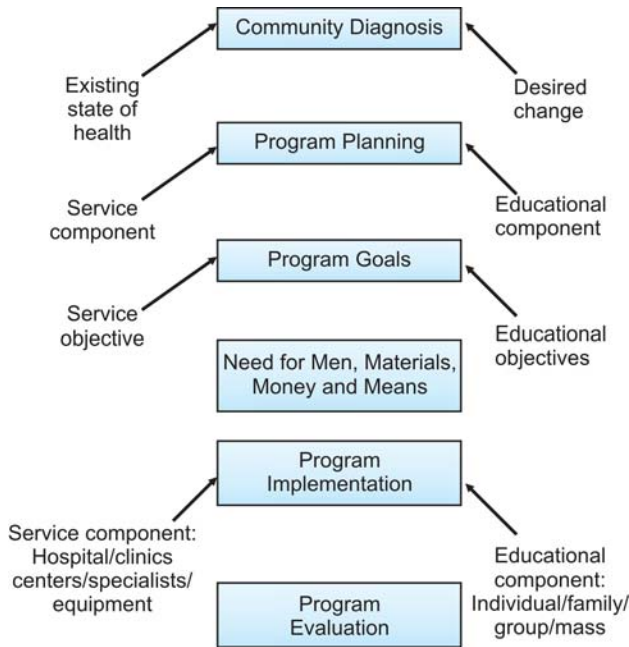 Community Diagnosis
Existing
state of
health
Desired
change
Program Planning
Service
component
Educational
component
Program Goals
Service
objective
Educational
objectives
Need for Men, Materials,
Money and Means
Program
Implementation
Service component:
Hospital/clinics
centers/specialists/
equipment
Educational
component:
Individual/family/
group/mass
Program
Evaluation